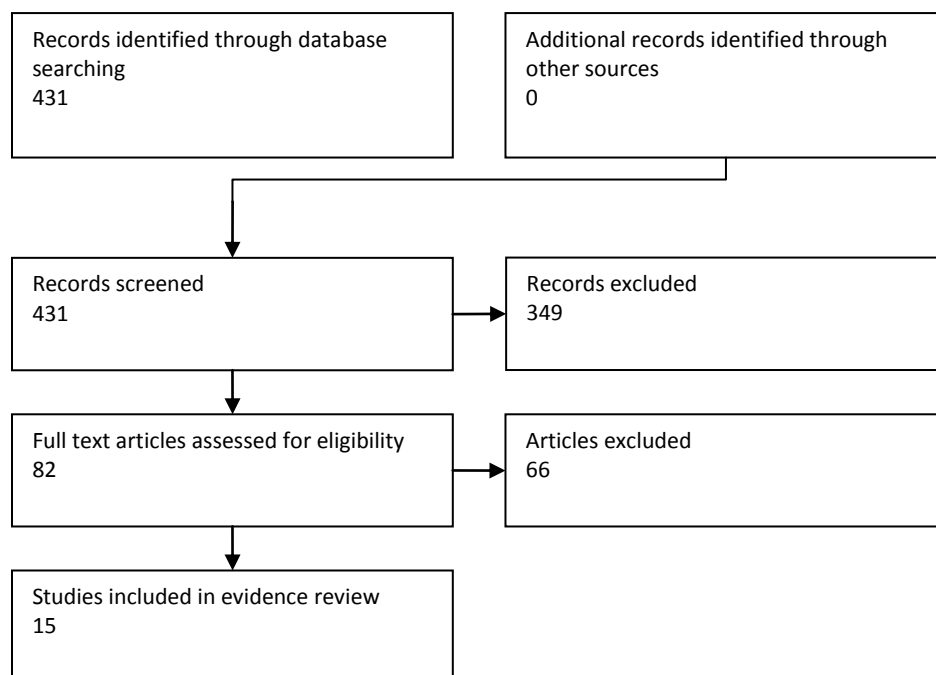 Records identified through database
searching
431
Additional records identified through
other sources
0
Records screened
431
Records excluded
349
Full text articles assessed for eligibility
82
Articles excluded
66
Studies included in evidence review
15